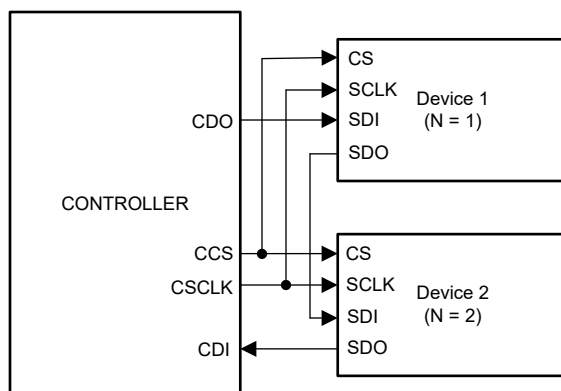 CS
SCLK
Device 1
CDO
SDI
(N = 1)
SDO
CONTROLLER
CCS
CS
CSCLK
SCLK
Device 2
SDI
(N = 2)
CDI
SDO